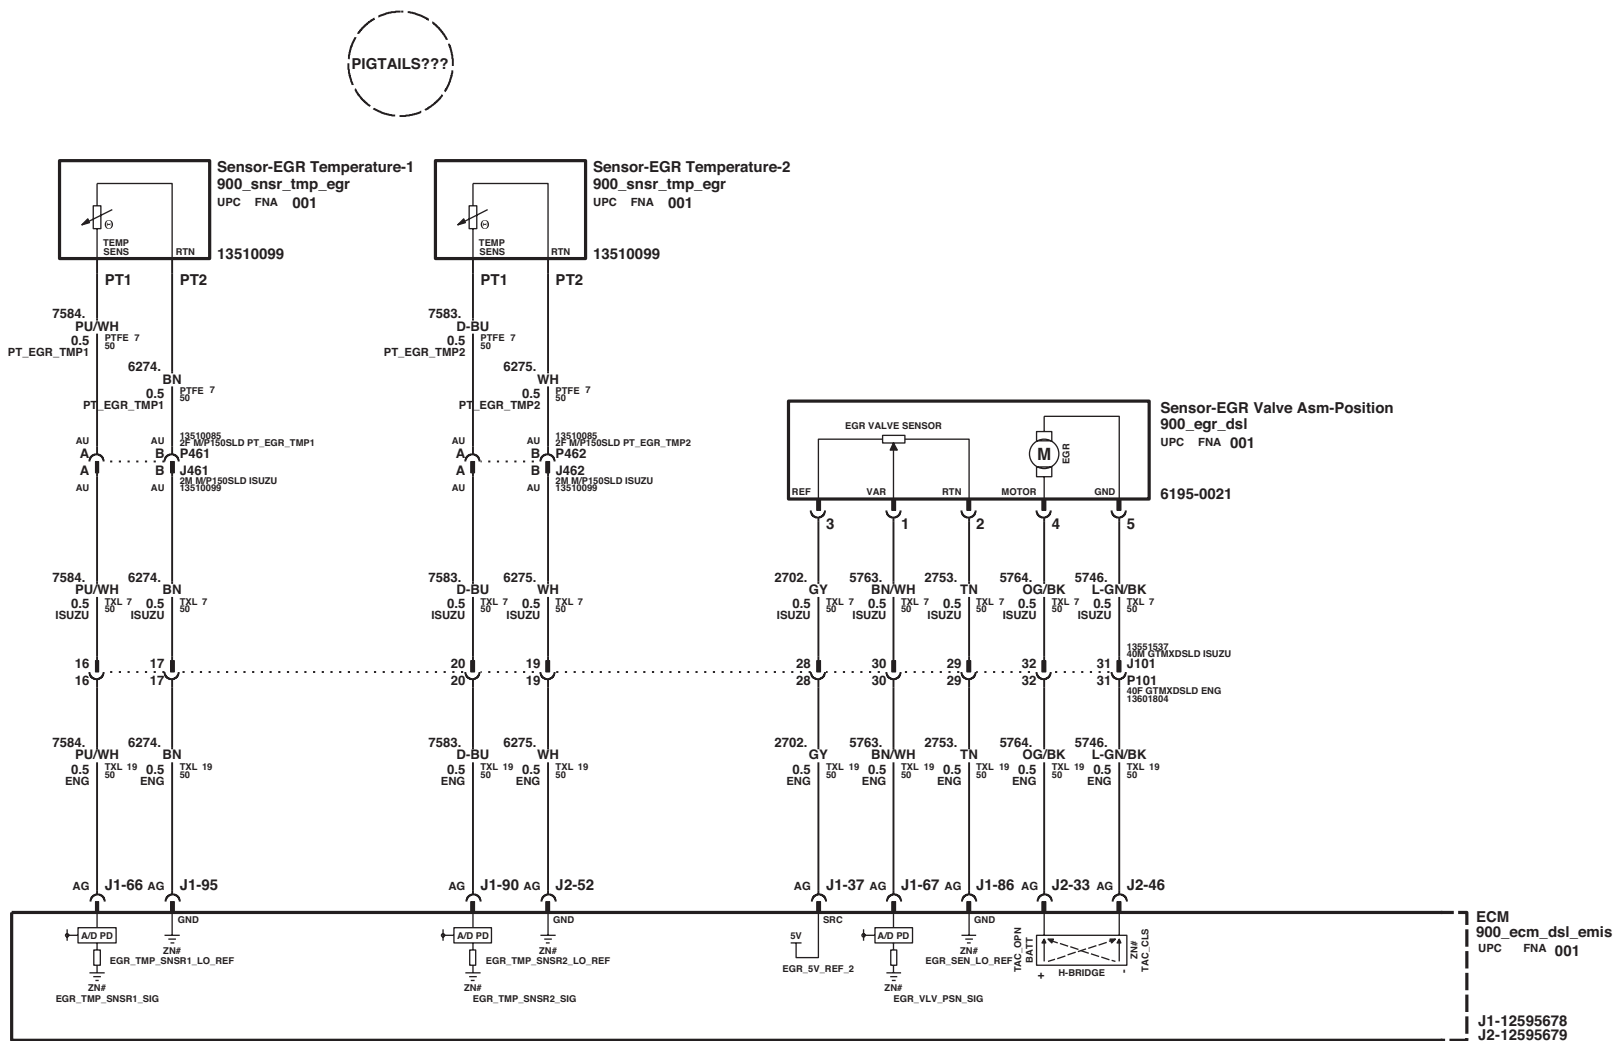 PIGTAILS???
Sensor-EGR Temperature-1
900_snsr_tmp_egr
UPC FNA 001
TEMP
SENS
RTN
13510099
PT1
PT2
Sensor-EGR Temperature-2
900_snsr_tmp_egr
UPC FNA 001
TEMP
SENS
RTN
13510099
PT1
PT2
7584.
PU/WH
0.5 PTFE 7
50
PT_EGR_TMP1
6274.
BN
0.5 PTFE 7
50
PT_EGR_TMP1
7583.
D-BU
0.5 PTFE 7
50
PT_EGR_TMP2
6275.
WH
0.5 PTFE 7
50
PT_EGR_TMP2
AU AU 13510085
2F M/P150SLD PT_EGR_TMP1
A B P461
A B J461
2M M/P150SLD ISUZU
AU AU 13510099
AU AU 13510085
2F M/P150SLD PT_EGR_TMP2
A B P462
A B J462
2M M/P150SLD ISUZU
AU AU 13510099
Sensor-EGR Valve Asm-Position
900_egr_dsl
UPC FNA 001
EGR VALVE SENSOR
M
EGR
REF VAR RTN MOTOR GND
6195-0021
3 1 2 4 5
7584. 6274. 7583. 6275. 2702. 5763. 2753. 5764. 5746.
PU/WH BN D-BU WH GY BN/WH TN OG/BK L-GN/BK
0.5 TXL 7 0.5 TXL 7 0.5 TXL 7 0.5 TXL 7 0.5 TXL 7 0.5 TXL 7 0.5 TXL 7 0.5 TXL 7 0.5 TXL 7
50 50 50 50 50 50 50 50 50
ISUZU ISUZU ISUZU ISUZU ISUZU ISUZU ISUZU ISUZU ISUZU
13551537
40M GTMXDSLD ISUZU
16 17 20 19 28 30 29 32 31 J101
16 17 20 19 28 30 29 32 31 P101
40F GTMXDSLD ENG
13601804
7584. 6274. 7583. 6275. 2702. 5763. 2753. 5764. 5746.
PU/WH BN D-BU WH GY BN/WH TN OG/BK L-GN/BK
0.5 TXL 19 0.5 TXL 19 0.5 TXL 19 0.5 TXL 19 0.5 TXL 19 0.5 TXL 19 0.5 TXL 19 0.5 TXL 19 0.5 TXL 19
50 50 50 50 50 50 50 50 50
ENG ENG ENG ENG ENG ENG ENG ENG ENG
AG J1-66 AG J1-95 AG J1-90 AG J2-52 AG J1-37 AG J1-67 AG J1-86 AG J2-33 AG J2-46
GND GND SRC GND
A/D PD A/D PD 5V A/D PD
ZN# ZN# ZN#
EGR_TMP_SNSR1_LO_REF EGR_TMP_SNSR2_LO_REF EGR_SEN_LO_REF
EGR_5V_REF_2
ZN# ZN# ZN#
EGR_TMP_SNSR1_SIG EGR_TMP_SNSR2_SIG EGR_VLV_PSN_SIG
TAC_OPN
BATT
+ H-BRIDGE -
ZN#
TAC_CLS
ECM
900_ecm_dsl_emis
UPC FNA 001
J1-12595678
J2-12595679